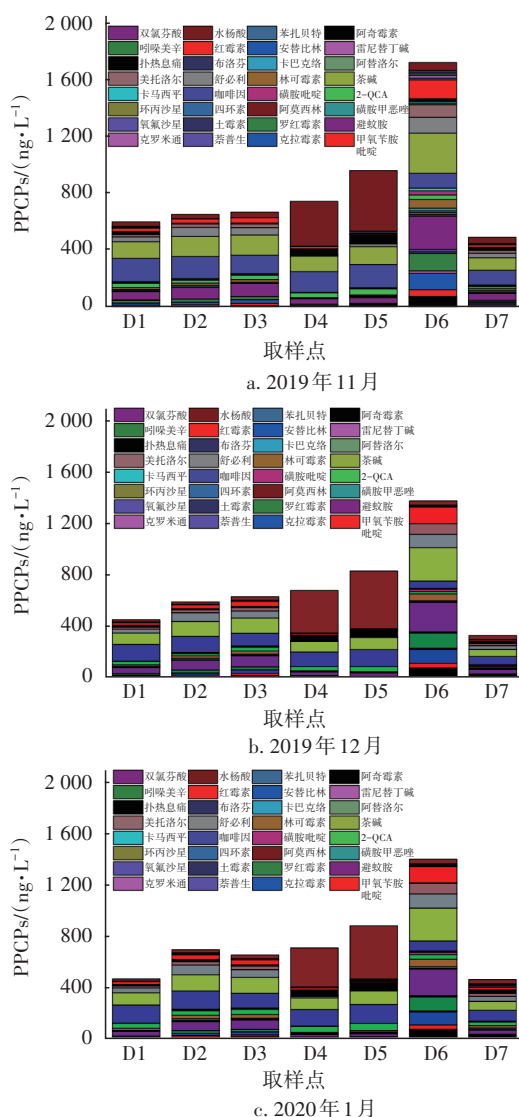 2 000
1 600
1 200
800
400
0
PPCPs/(ng·L⁻¹)
双氯芬酸 水杨酸 苯扎贝特 阿奇霉素
吲哚美辛 红霉素 安替比林 雷尼替丁碱
扑热息痛 布洛芬 卡巴克络 阿替洛尔
美托洛尔 舒必利 林可霉素 茶碱
卡马西平 咖啡因 磺胺吡啶 2-QCA
环丙沙星 四环素 阿莫西林 磺胺甲恶唑
氧氟沙星 土霉素 罗红霉素 避蚊胺
克罗米通 萘普生 克拉霉素 甲氧苄胺
吡啶
D1 D2 D3 D4 D5 D6 D7
取样点
a. 2019年11月
2 000
1 600
1 200
800
400
0
PPCPs/(ng·L⁻¹)
双氯芬酸 水杨酸 苯扎贝特 阿奇霉素
吲哚美辛 红霉素 安替比林 雷尼替丁碱
扑热息痛 布洛芬 卡巴克络 阿替洛尔
美托洛尔 舒必利 林可霉素 茶碱
卡马西平 咖啡因 磺胺吡啶 2-QCA
环丙沙星 四环素 阿莫西林 磺胺甲恶唑
氧氟沙星 土霉素 罗红霉素 避蚊胺
克罗米通 萘普生 克拉霉素 甲氧苄胺
吡啶
D1 D2 D3 D4 D5 D6 D7
取样点
b. 2019年12月
2 000
1 600
1 200
800
400
0
PPCPs/(ng·L⁻¹)
双氯芬酸 水杨酸 苯扎贝特 阿奇霉素
吲哚美辛 红霉素 安替比林 雷尼替丁碱
扑热息痛 布洛芬 卡巴克络 阿替洛尔
美托洛尔 舒必利 林可霉素 茶碱
卡马西平 咖啡因 磺胺吡啶 2-QCA
环丙沙星 四环素 阿莫西林 磺胺甲恶唑
氧氟沙星 土霉素 罗红霉素 避蚊胺
克罗米通 萘普生 克拉霉素 甲氧苄胺
吡啶
D1 D2 D3 D4 D5 D6 D7
取样点
c. 2020年1月